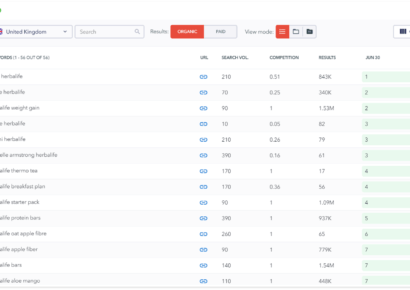 United Kingdom Search Results: ORGANIC PAID View mode:
WORDS (1 - 56 OUT OF 56) URL SEARCH VOL. COMPETITION RESULTS JUN 30
herbalife 210 0.51 843K 1
herbalife 70 0.25 340K 2
alife weight gain 90 1 1.53M 2
herbalife 10 0.05 82 3
herbalife 210 0.26 79 3
elle armstrong herbalife 390 0.16 61 3
alife thermo tea 170 1 17 4
alife breakfast plan 170 0.36 56 4
alife starter pack 90 1 1.09M 4
alife protein bars 390 1 937K 5
alife oat apple fibre 260 1 65 6
alife apple fiber 90 1 779K 7
alife bars 140 1 1.54M 7
alife aloe mango 110 1 448K 7